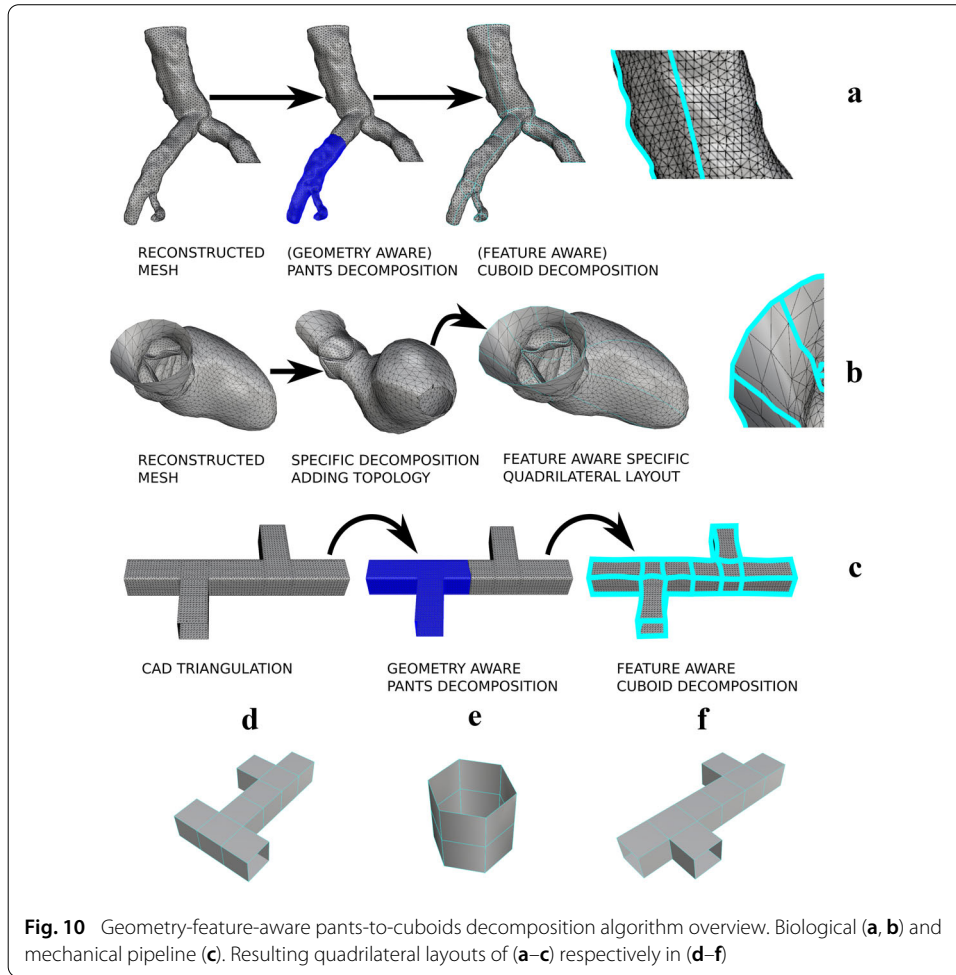 a
RECONSTRUCTED
MESH
(GEOMETRY AWARE)
PANTS DECOMPOSITION
(FEATURE AWARE)
CUBOID DECOMPOSITION
b
RECONSTRUCTED
MESH
SPECIFIC DECOMPOSITION
ADDING TOPOLOGY
FEATURE AWARE SPECIFIC
QUADRILATERAL LAYOUT
c
CAD TRIANGULATION
GEOMETRY AWARE
PANTS DECOMPOSITION
FEATURE AWARE
CUBOID DECOMPOSITION
d
e
f
Fig. 10 Geometry-feature-aware pants-to-cuboids decomposition algorithm overview. Biological (a, b) and
mechanical pipeline (c). Resulting quadrilateral layouts of (a–c) respectively in (d–f)